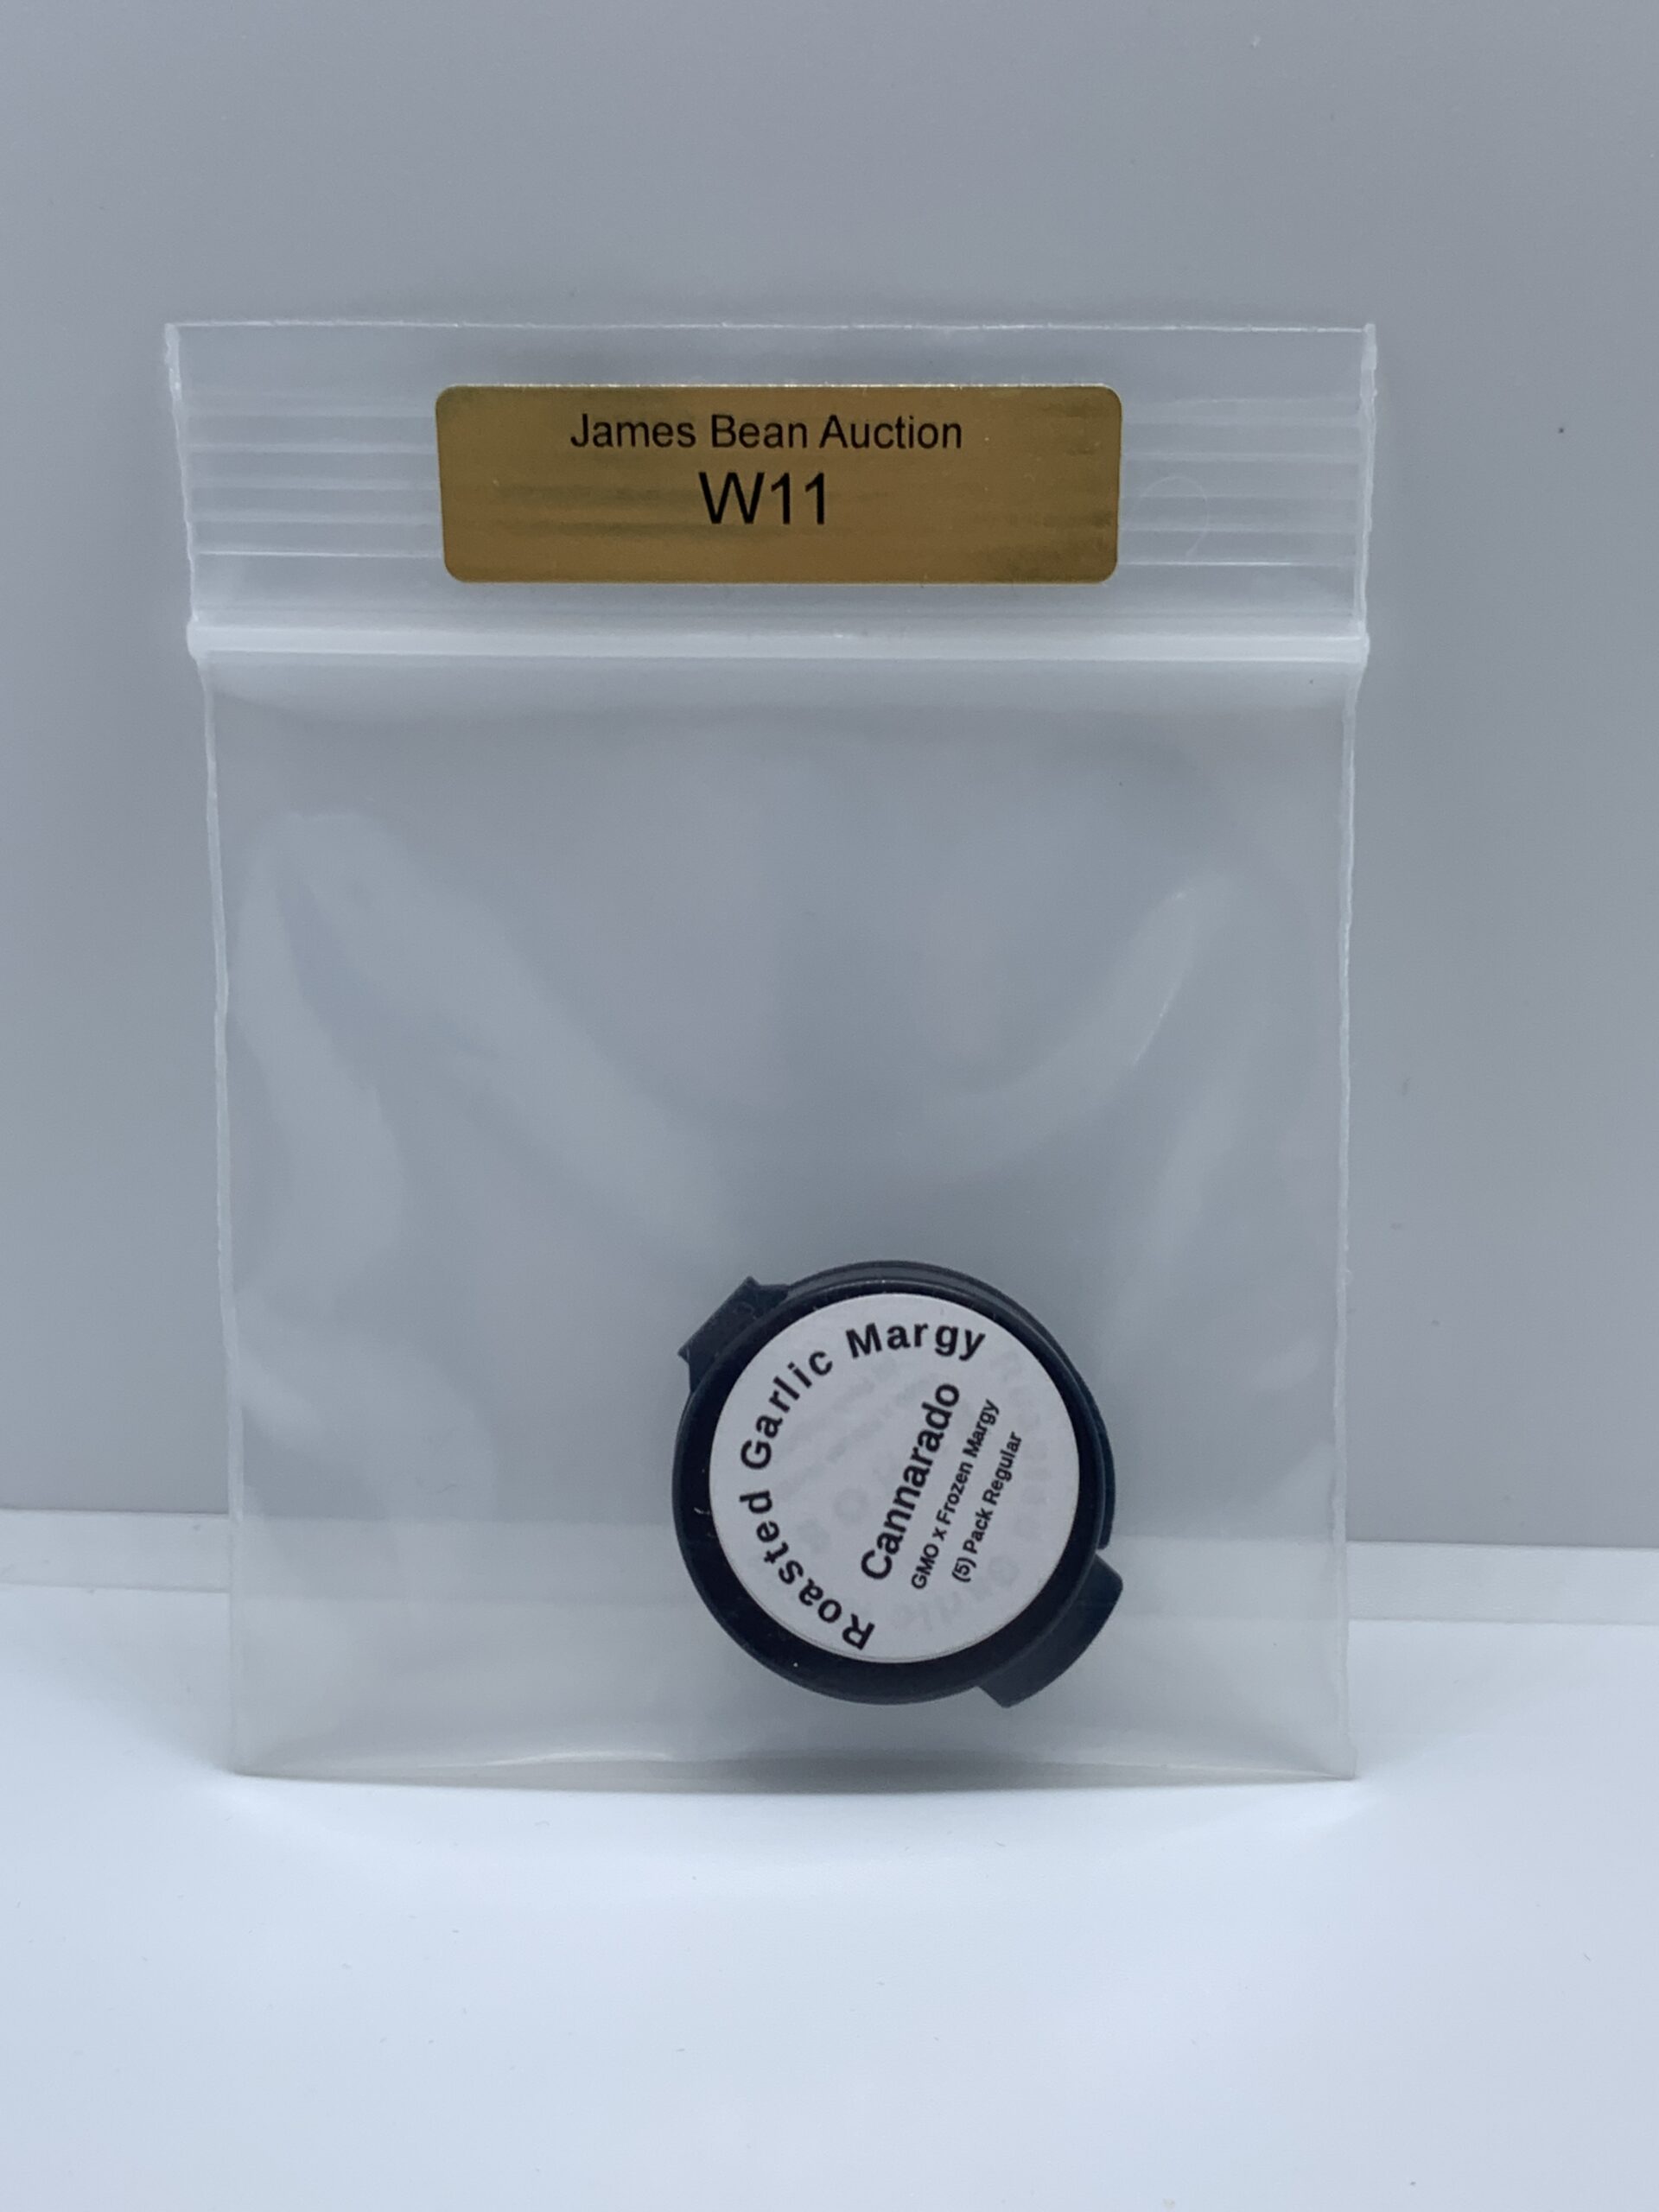 James Bean Auction
W11
Roasted Garlic Margy
Cannarado
GMO x Frozen Margy
(5) Pack Regular